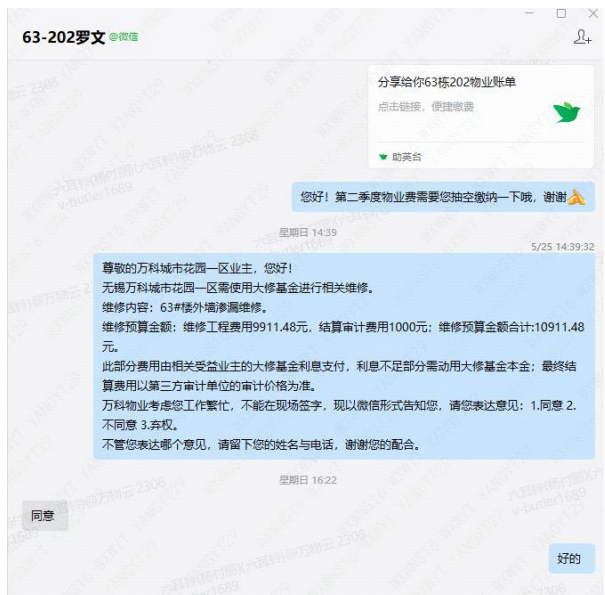 63-202罗文 @微信
分享给你63栋202物业账单
点击链接，便捷缴费
助英台
您好！第二季度物业费需要您抽空缴纳一下哦，谢谢
星期日 14:39
5/25 14:39:32
尊敬的万科城市花园一区业主，您好！
无锡万科城市花园一区需使用大修基金进行相关维修。
维修内容：63#楼外墙渗漏维修。
维修预算金额：维修工程费用9911.48元，结算审计费用1000元；维修预算金额合计:10911.48
元。
此部分费用由相关受益业主的大修基金利息支付，利息不足部分需动用大修基金本金；最终结
算费用以第三方审计单位的审计价格为准。
万科物业考虑您工作繁忙，不能在现场签字，现以微信形式告知您，请您表达意见：1.同意 2.
不同意 3.弃权。
不管您表达哪个意见，请留下您的姓名与电话，谢谢您的配合。
星期日 16:22
同意
好的